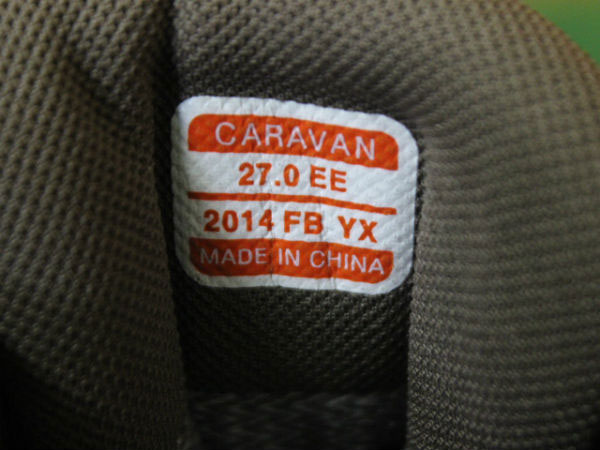 CARAVAN
27.0 EE
2014 FB YX
MADE IN CHINA